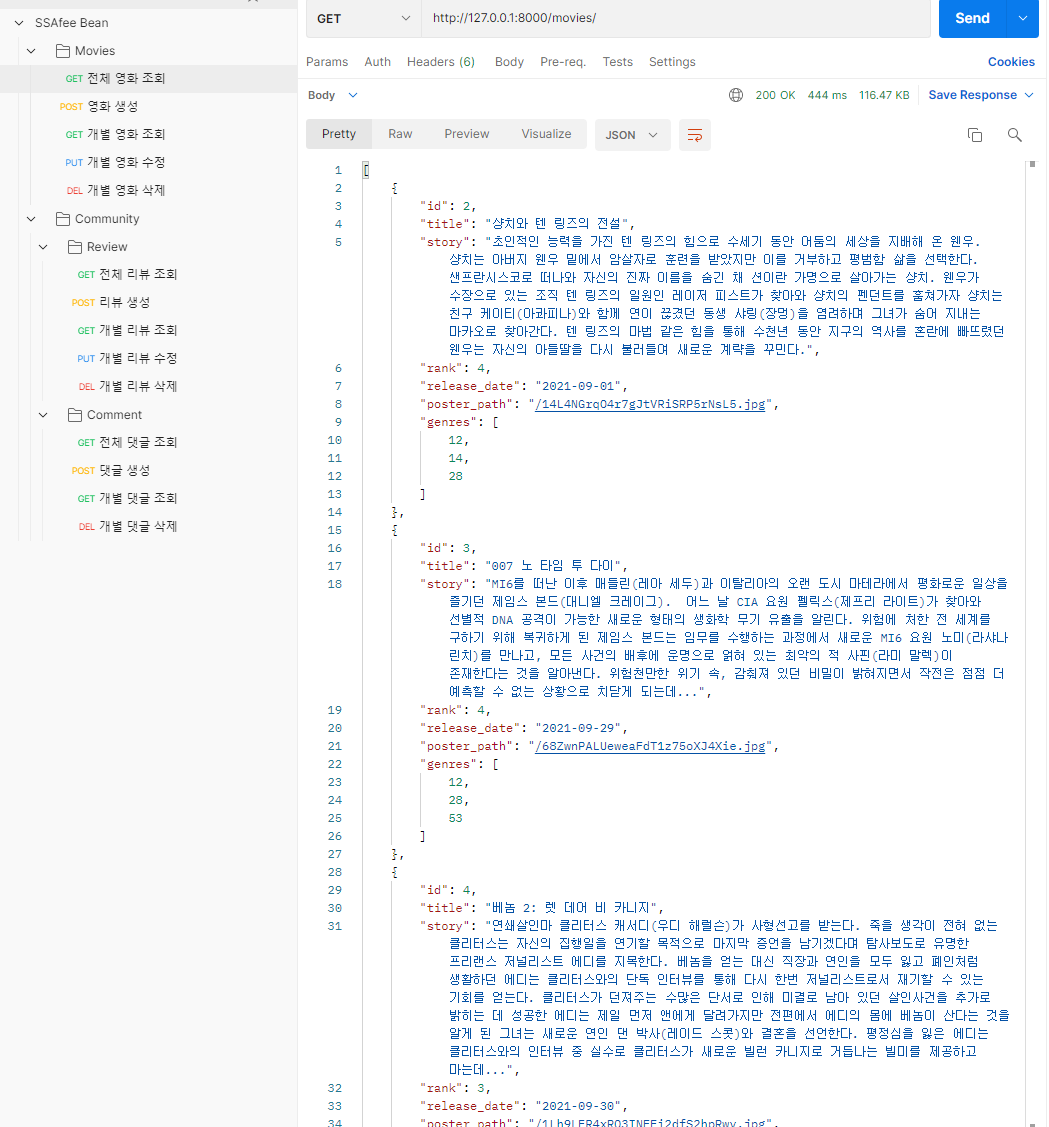 SSAfee Bean
Movies
GET 전체 영화 조회
POST 영화 생성
GET 개별 영화 조회
PUT 개별 영화 수정
DEL 개별 영화 삭제
Community
Review
GET 전체 리뷰 조회
POST 리뷰 생성
GET 개별 리뷰 조회
PUT 개별 리뷰 수정
DEL 개별 리뷰 삭제
Comment
GET 전체 댓글 조회
POST 댓글 생성
GET 개별 댓글 조회
DEL 개별 댓글 삭제
GET http://127.0.0.1:8000/movies/ Send
Params Auth Headers (6) Body Pre-req. Tests Settings Cookies
Body 200 OK 444 ms 116.47 KB Save Response
Pretty Raw Preview Visualize JSON
1 [
2 {
3 "id": 2,
4 "title": "샹치와 텐 링즈의 전설",
5 "story": "초인적인 능력을 가진 텐 링즈의 힘으로 수세기 동안 어둠의 세상을 지배해 온 웬우.
샹치는 아버지 웬우 밑에서 암살자로 훈련을 받았지만 이를 거부하고 평범함 삶을 선택한다.
샌프란시스코로 떠나와 자신의 진짜 이름을 숨긴 채 션이란 가명으로 살아가는 샹치. 웬우가
수장으로 있는 조직 텐 링즈의 일원인 레이저 피스트가 찾아와 샹치의 펜던트를 훔쳐가자 샹치는
친구 케이티(아콰피나)와 함께 연이 끊겼던 동생 샤링(장멍)을 염려하며 그녀가 숨어 지내는
마카오로 찾아간다. 텐 링즈의 마법 같은 힘을 통해 수천년 동안 지구의 역사를 혼란에 빠뜨렸던
웬우는 자신의 아들딸을 다시 불러들여 새로운 계략을 꾸민다.",
6 "rank": 4,
7 "release_date": "2021-09-01",
8 "poster_path": "/14L4NGrqO4r7gJtVRiSRP5rNsL5.jpg",
9 "genres": [
10 12,
11 14,
12 28
13 ]
14 },
15 {
16 "id": 3,
17 "title": "007 노 타임 투 다이",
18 "story": "MI6를 떠난 이후 매들린(레아 세두)과 이탈리아의 오랜 도시 마테라에서 평화로운 일상을
즐기던 제임스 본드(대니엘 크레이그).  어느 날 CIA 요원 펠릭스(제프리 라이트)가 찾아와
선별적 DNA 공격이 가능한 새로운 형태의 생화학 무기 유출을 알린다. 위험에 처한 전 세계를
구하기 위해 복귀하게 된 제임스 본드는 임무를 수행하는 과정에서 새로운 MI6 요원 노미(라샤나
린치)를 만나고, 모든 사건의 배후에 운명으로 얽혀 있는 최악의 적 사핀(라미 말렉)이
존재한다는 것을 알아낸다. 위험천만한 위기 속, 감춰져 있던 비밀이 밝혀지면서 작전은 점점 더
예측할 수 없는 상황으로 치닫게 되는데...",
19 "rank": 4,
20 "release_date": "2021-09-29",
21 "poster_path": "/68ZwnPALUeweaFdT1z75oXJ4Xie.jpg",
22 "genres": [
23 12,
24 28,
25 53
26 ]
27 },
28 {
29 "id": 4,
30 "title": "베놈 2: 렛 데어 비 카니지",
31 "story": "연쇄살인마 클리터스 캐서디(우디 해럴슨)가 사형선고를 받는다. 죽을 생각이 전혀 없는
클리터스는 자신의 집행일을 연기할 목적으로 마지막 증언을 남기겠다며 탐사보도로 유명한
프리랜스 저널리스트 에디를 지목한다. 베놈을 얻는 대신 직장과 연인을 모두 잃고 폐인처럼
생활하던 에디는 클리터스와의 단독 인터뷰를 통해 다시 한번 저널리스트로서 재기할 수 있는
기회를 얻는다. 클리터스가 던져주는 수많은 단서로 인해 미결로 남아 있던 살인사건을 추가로
밝히는 데 성공한 에디는 제일 먼저 앤에게 달려가지만 전편에서 에디의 몸에 베놈이 산다는 것을
알게 된 그녀는 새로운 연인 댄 박사(레이드 스콧)와 결혼을 선언한다. 평정심을 잃은 에디는
클리터스와의 인터뷰 중 실수로 클리터스가 새로운 빌런 카니지로 거듭나는 빌미를 제공하고
마는데...",
32 "rank": 3,
33 "release_date": "2021-09-30",
34 "poster_path":